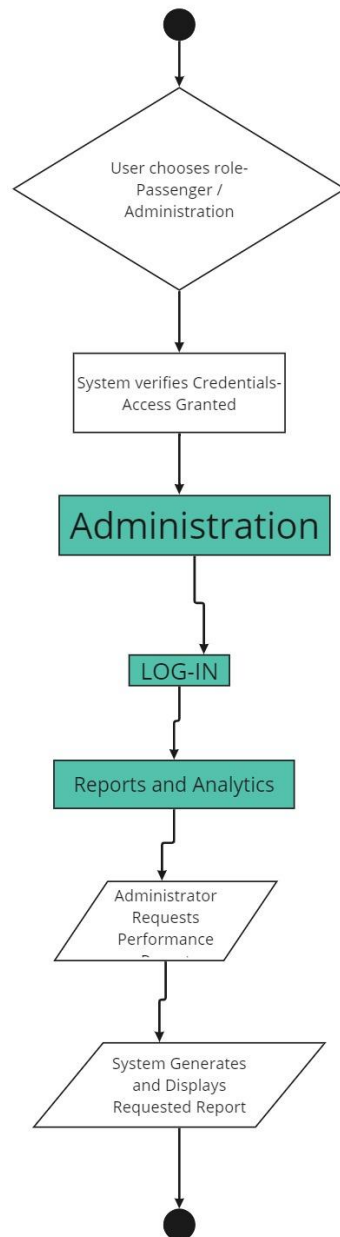 User chooses role-
Passenger /
Administration
System verifies Credentials-
Access Granted
Administration
LOG-IN
Reports and Analytics
Administrator
Requests
Performance
System Generates
and Displays
Requested Report